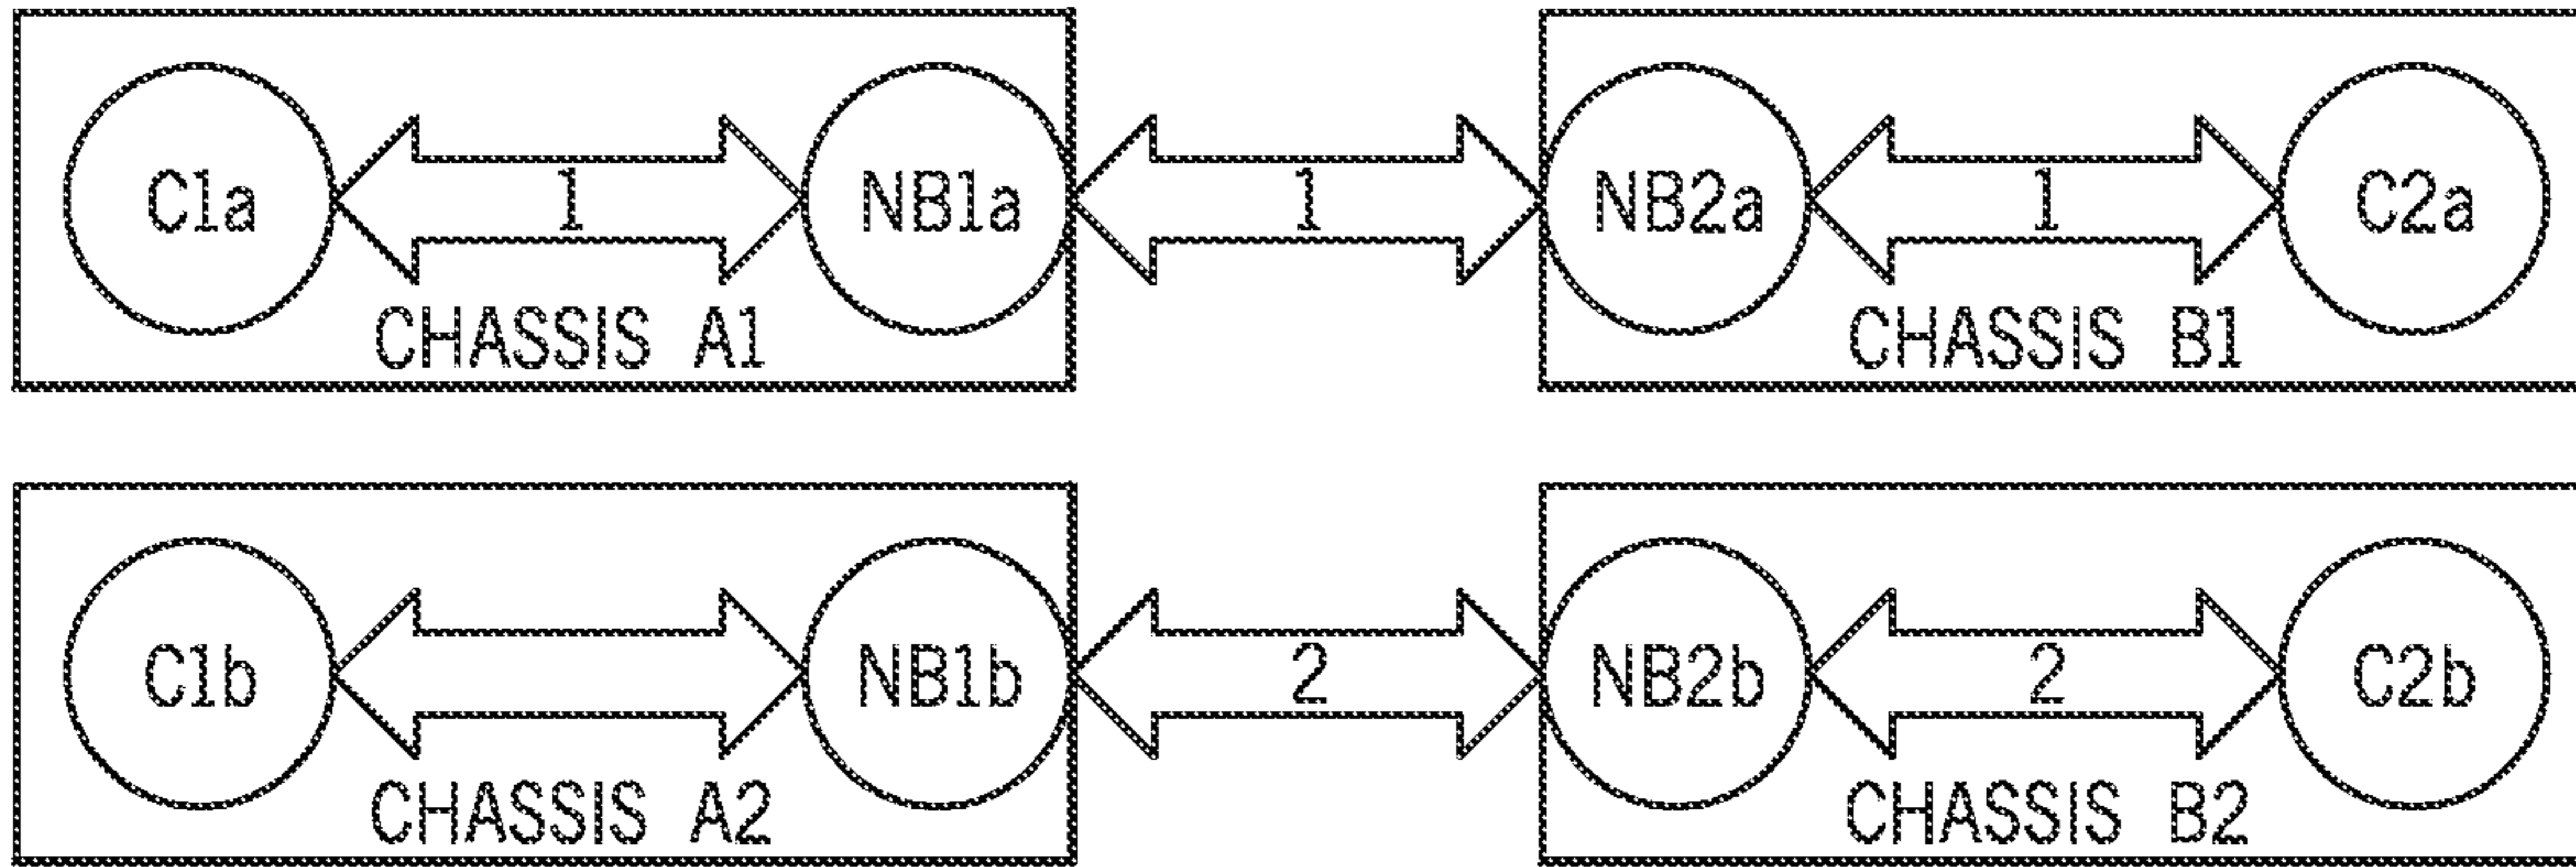 C1a 1 NB1a 1 NB2a 1 C2a
CHASSIS A1 CHASSIS B1
C1b NB1b 2 NB2b 2 C2b
CHASSIS A2 CHASSIS B2